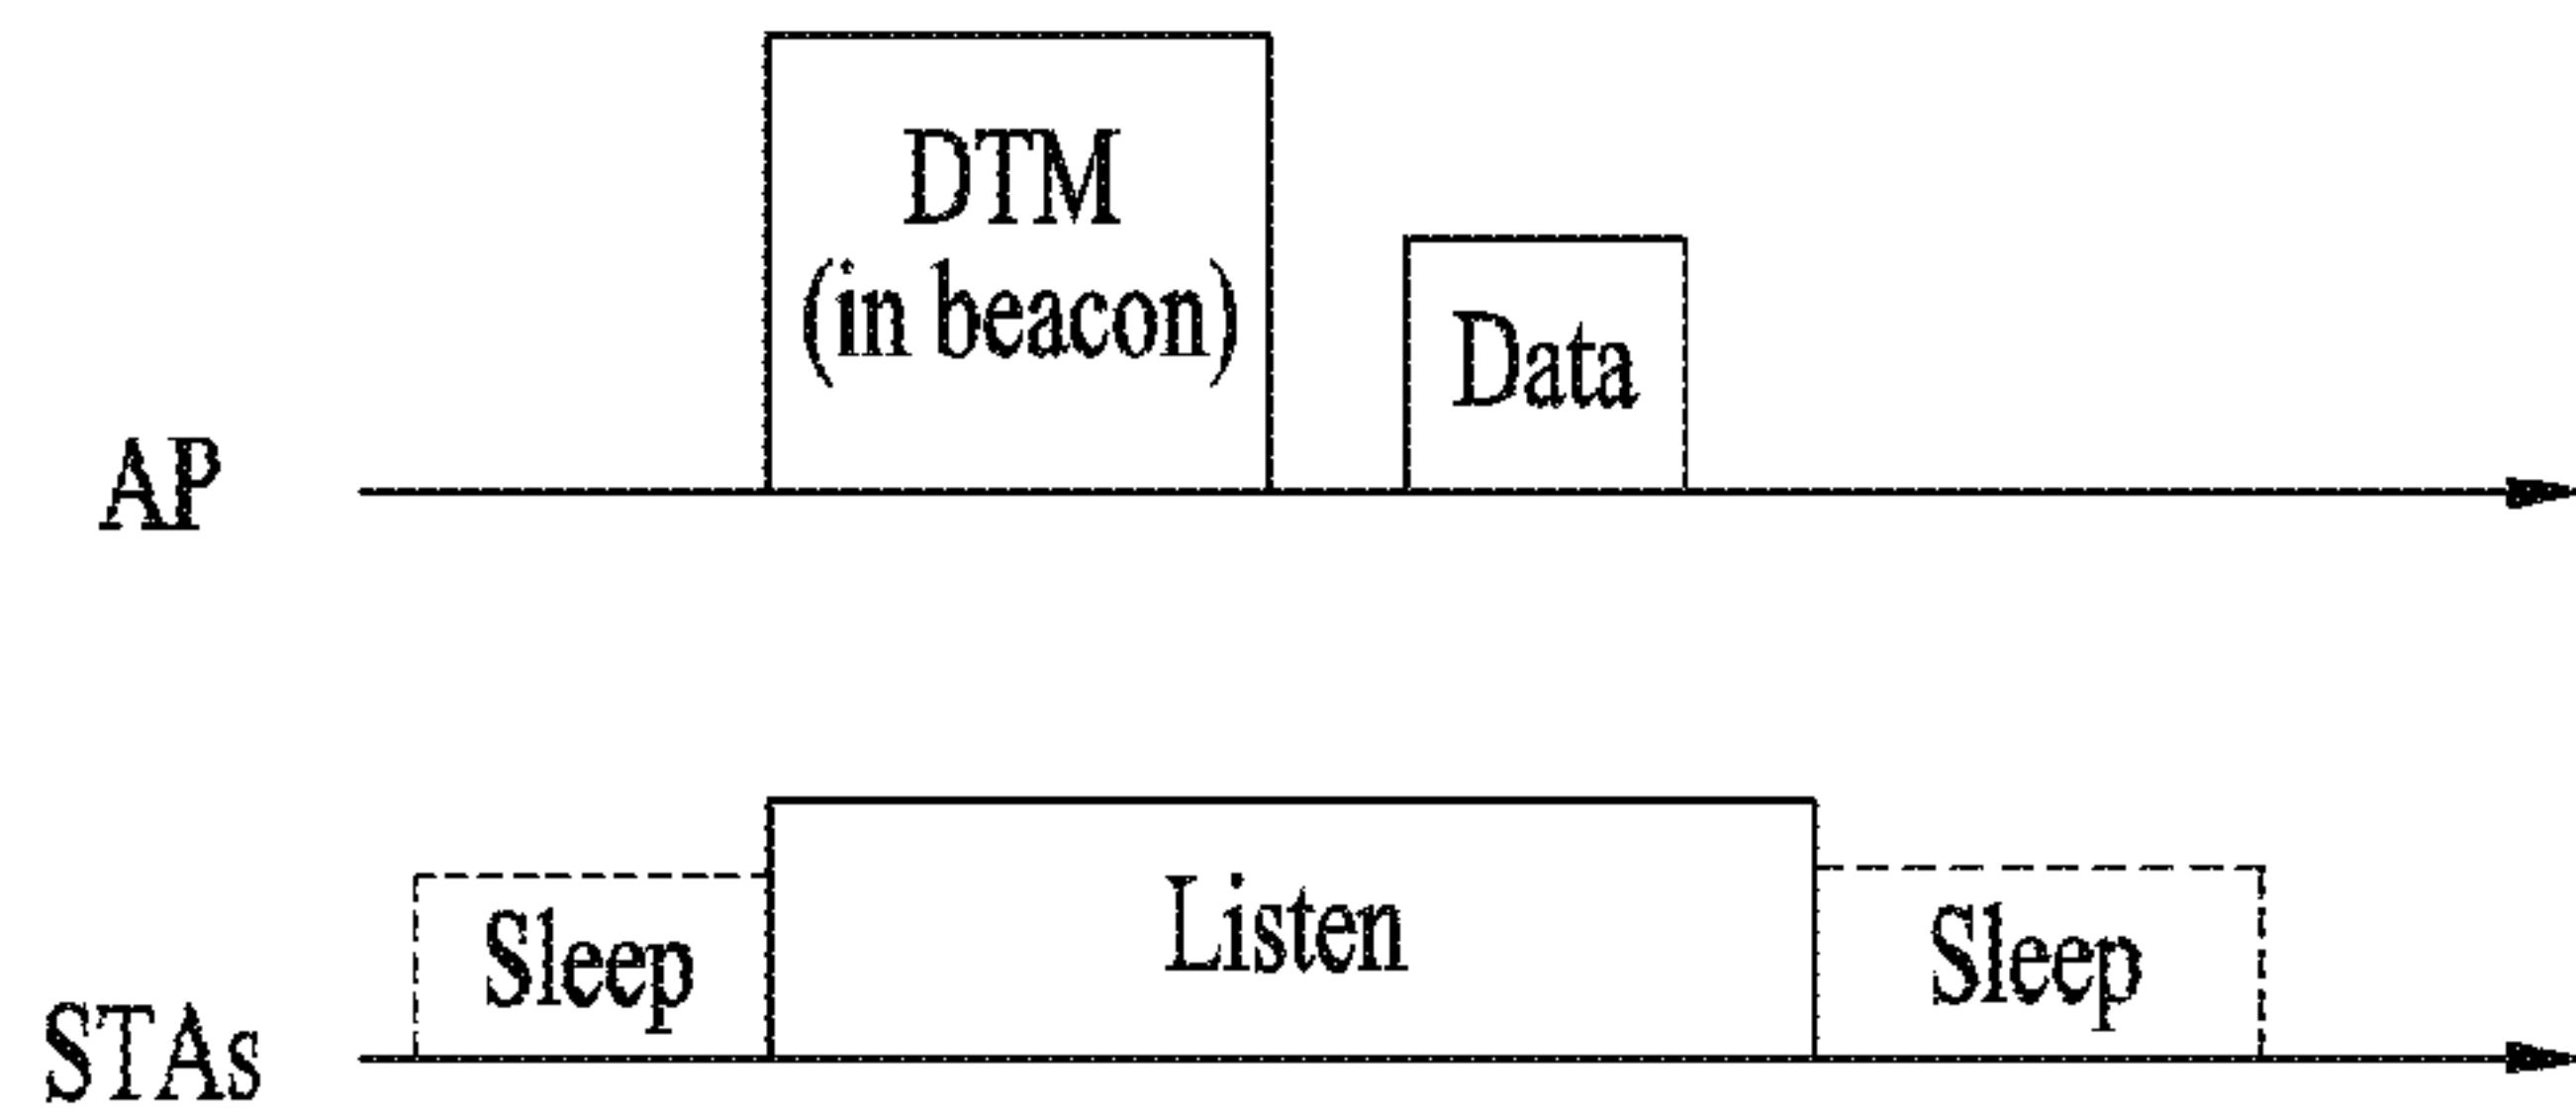 DTM
(in beacon)
Data
AP
Sleep
Listen
Sleep
STAs